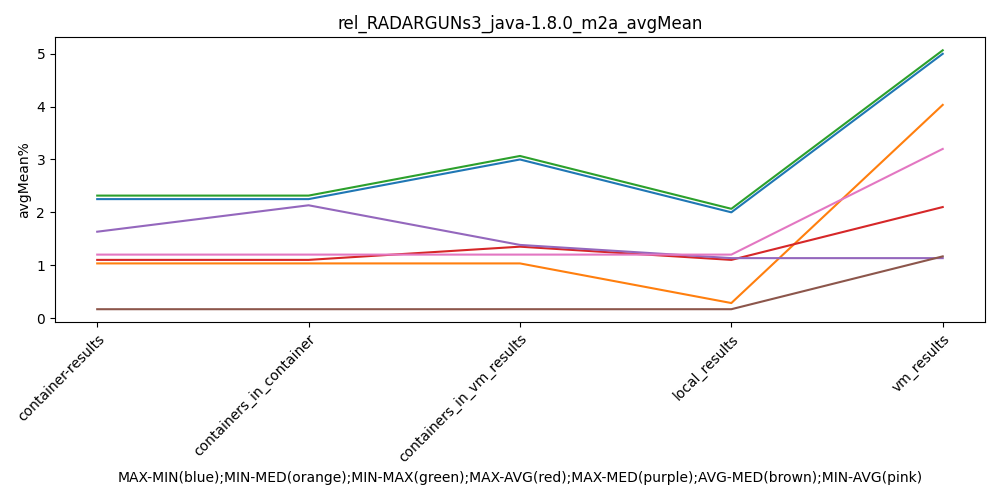 rel_RADARGUNs3_java-1.8.0_m2a_avgMean
avgMean%
5
4
3
2
1
0
container-results
containers_in_container
containers_in_vm_results
local_results
vm_results
MAX-MIN(blue);MIN-MED(orange);MIN-MAX(green);MAX-AVG(red);MAX-MED(purple);AVG-MED(brown);MIN-AVG(pink)